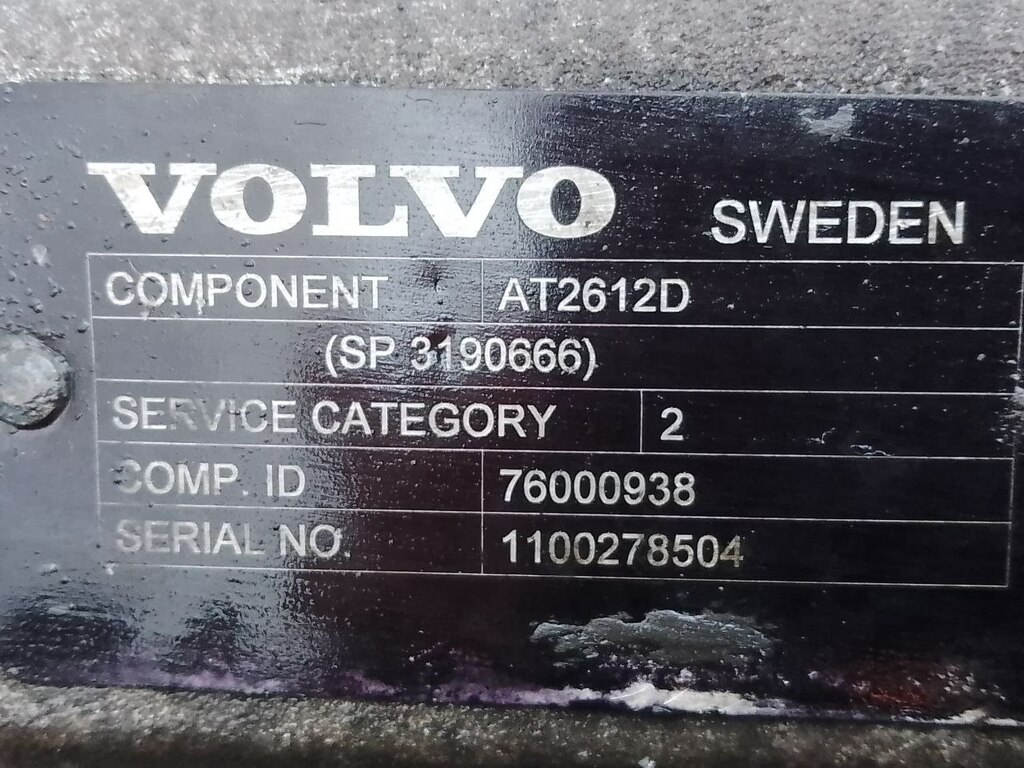 VOLVO SWEDEN
COMPONENT AT2612D
(SP 3190666)
SERVICE CATEGORY 2
COMP. ID 76000938
SERIAL NO. 1100278504